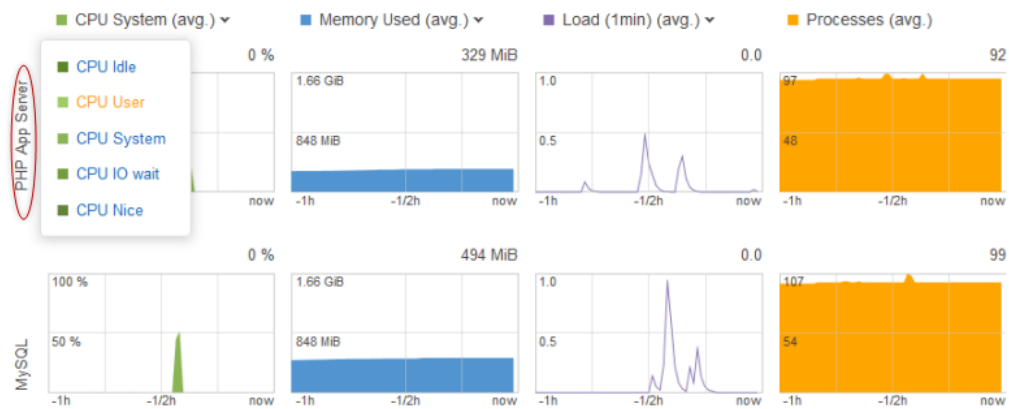 CPU System (avg.)
Memory Used (avg.)
Load (1min) (avg.)
Processes (avg.)
PHP App Server
CPU Idle
CPU User
CPU System
CPU IO wait
CPU Nice
0 %
329 MiB
1.66 GiB
848 MiB
-1h -1/2h now
0.0
1.0
0.5
-1h -1/2h now
92
97
48
-1h -1/2h now
MySQL
0 %
100 %
50 %
-1h -1/2h now
494 MiB
1.66 GiB
848 MiB
-1h -1/2h now
0.0
1.0
0.5
-1h -1/2h now
99
107
54
-1h -1/2h now